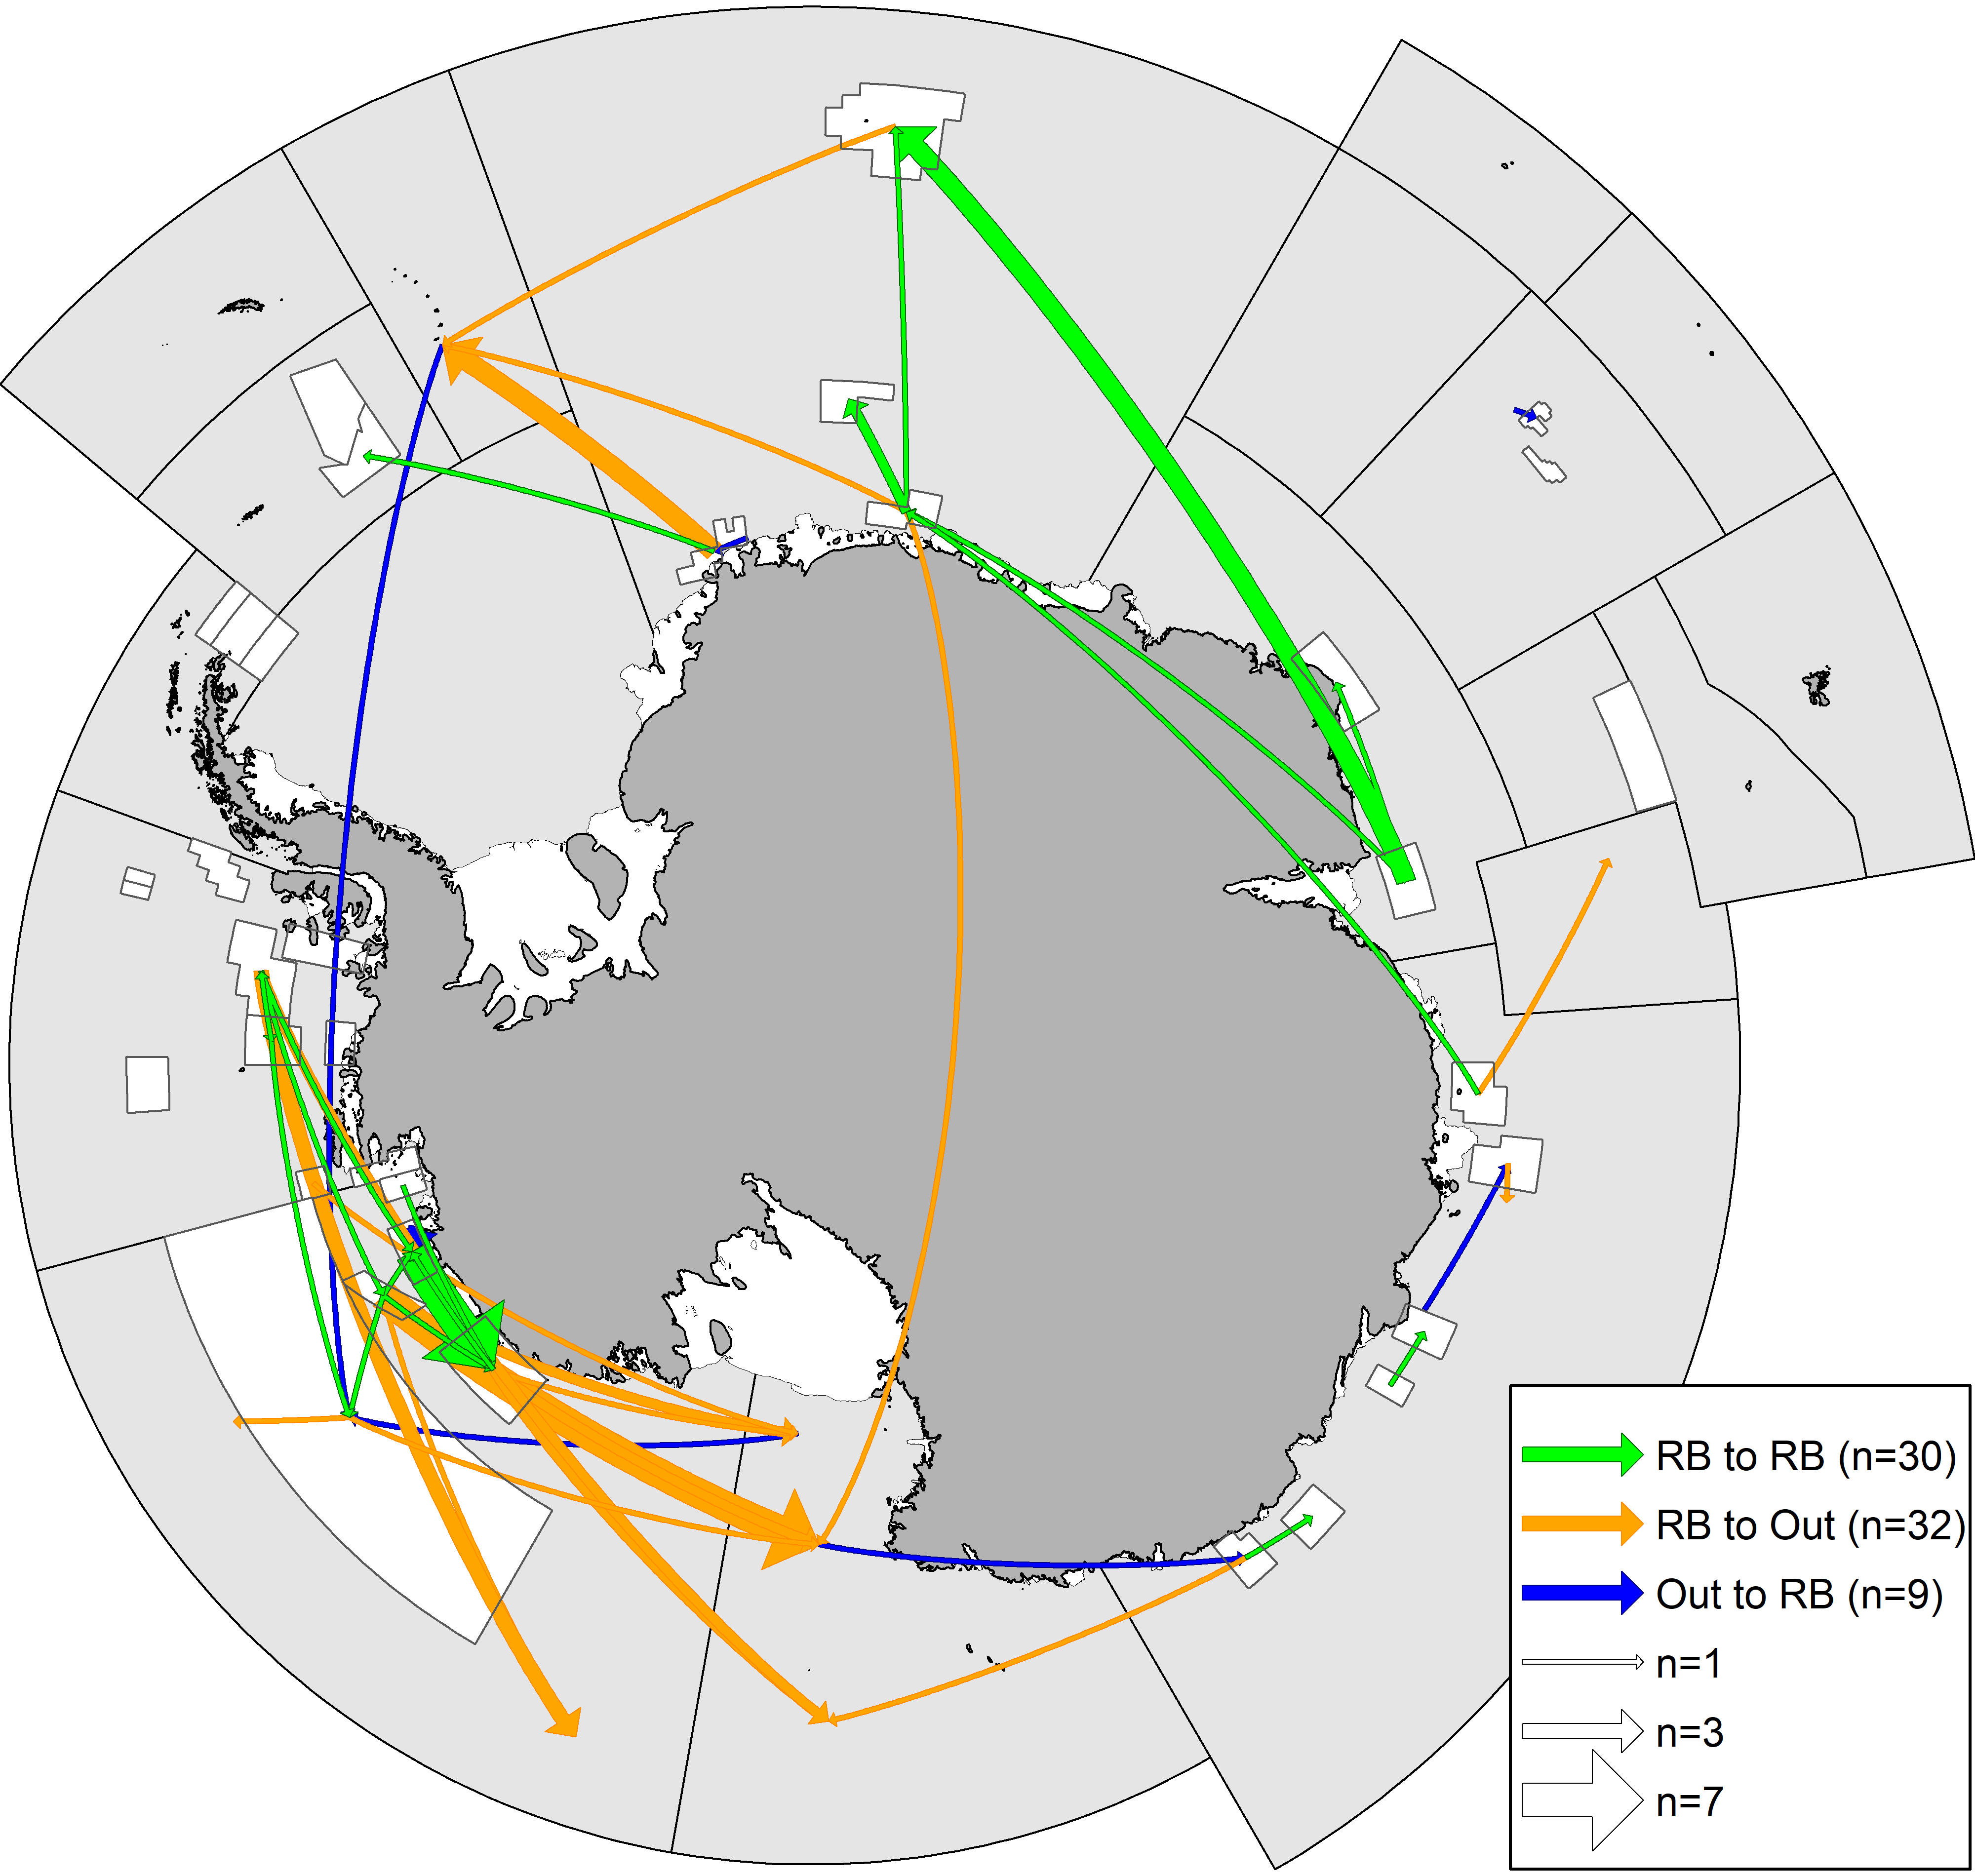 RB to RB (n=30)
RB to Out (n=32)
Out to RB (n=9)
n=1
n=3
n=7